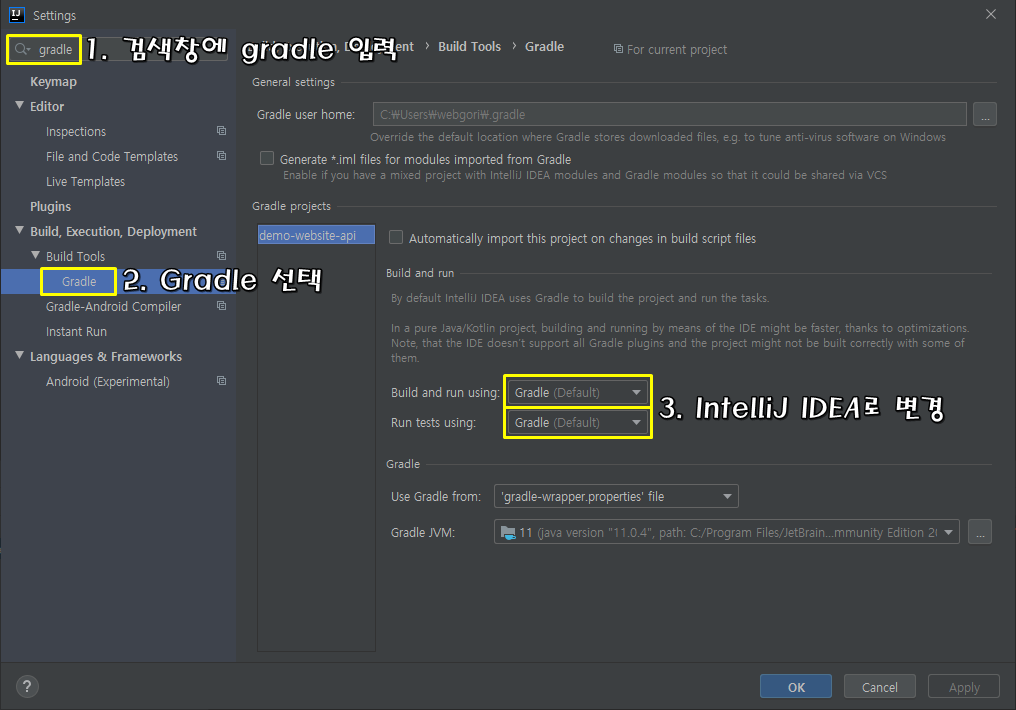 Settings
gradle 1. 검색창에 gradle 입력
Build Tools › Gradle
For current project
Keymap
Editor
Inspections
File and Code Templates
Live Templates
Plugins
Build, Execution, Deployment
Build Tools
Gradle 2. Gradle 선택
Gradle-Android Compiler
Instant Run
Languages & Frameworks
Android (Experimental)
General settings
Gradle user home: C:₩Users₩webgori₩.gradle ...
Override the default location where Gradle stores downloaded files, e.g. to tune anti-virus software on Windows
Generate *.iml files for modules imported from Gradle
Enable if you have a mixed project with IntelliJ IDEA modules and Gradle modules so that it could be shared via VCS
Gradle projects
demo-website-api
Automatically import this project on changes in build script files
Build and run
By default IntelliJ IDEA uses Gradle to build the project and run the tasks.
In a pure Java/Kotlin project, building and running by means of the IDE might be faster, thanks to optimizations.
Note, that the IDE doesn't support all Gradle plugins and the project might not be built correctly with some of
them.
Build and run using: Gradle (Default)
3. IntelliJ IDEA로 변경
Run tests using: Gradle (Default)
Gradle
Use Gradle from: 'gradle-wrapper.properties' file
Gradle JVM: 11 (java version "11.0.4", path: C:/Program Files/JetBrain...mmunity Edition 20 ...
? OK Cancel Apply